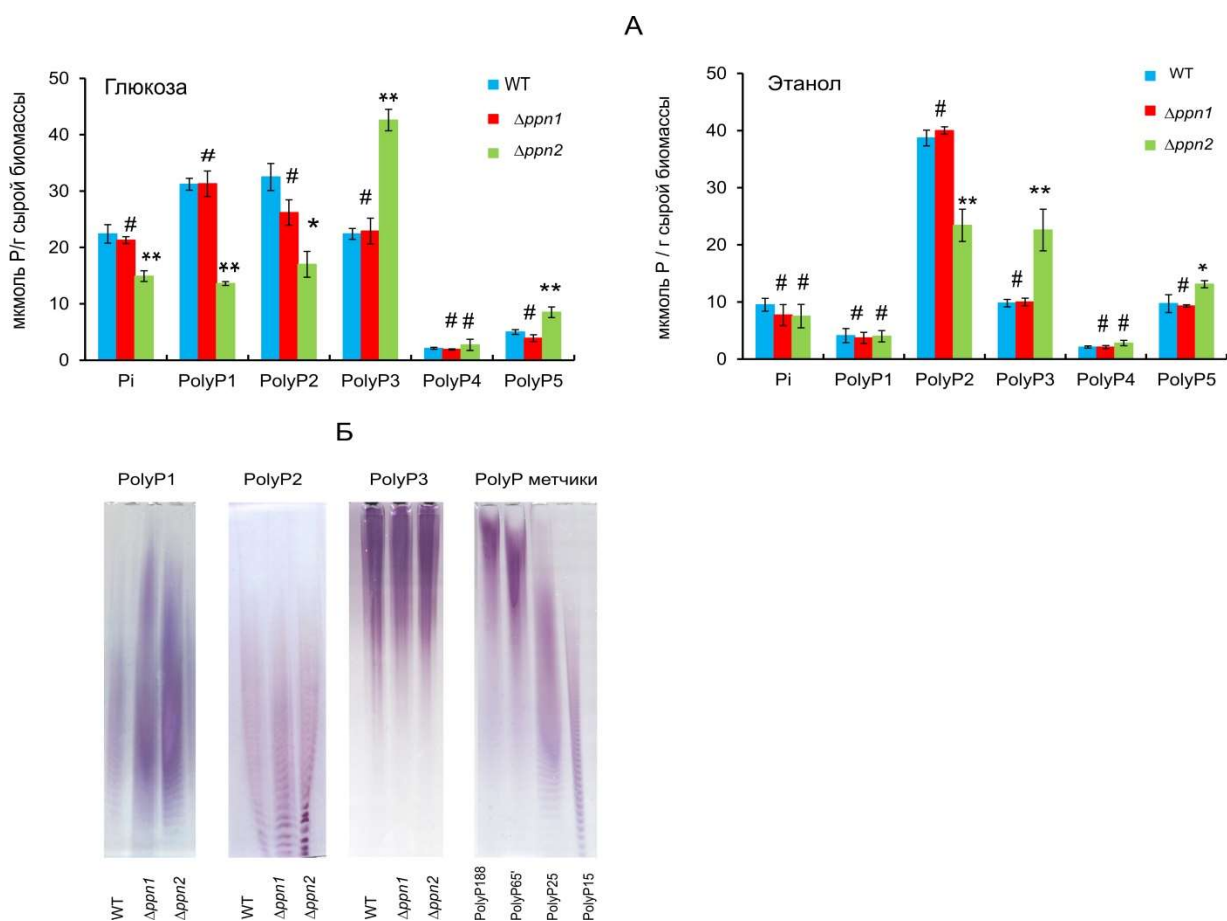 А
Глюкоза
WT
Δppn1
Δppn2
мкмоль P/г сырой биомассы
50
40
30
20
10
0
# ** # ** # * # ** # # # **
Pi PolyP1 PolyP2 PolyP3 PolyP4 PolyP5
Этанол
WT
Δppn1
Δppn2
мкмоль P / г сырой биомассы
50
40
30
20
10
0
# # # # # ** # ** # # # *
Pi PolyP1 PolyP2 PolyP3 PolyP4 PolyP5
Б
PolyP1 PolyP2 PolyP3 PolyP метчики
WT Δppn1 Δppn2 WT Δppn1 Δppn2 WT Δppn1 Δppn2 PolyP188 PolyP65' PolyP25 PolyP15